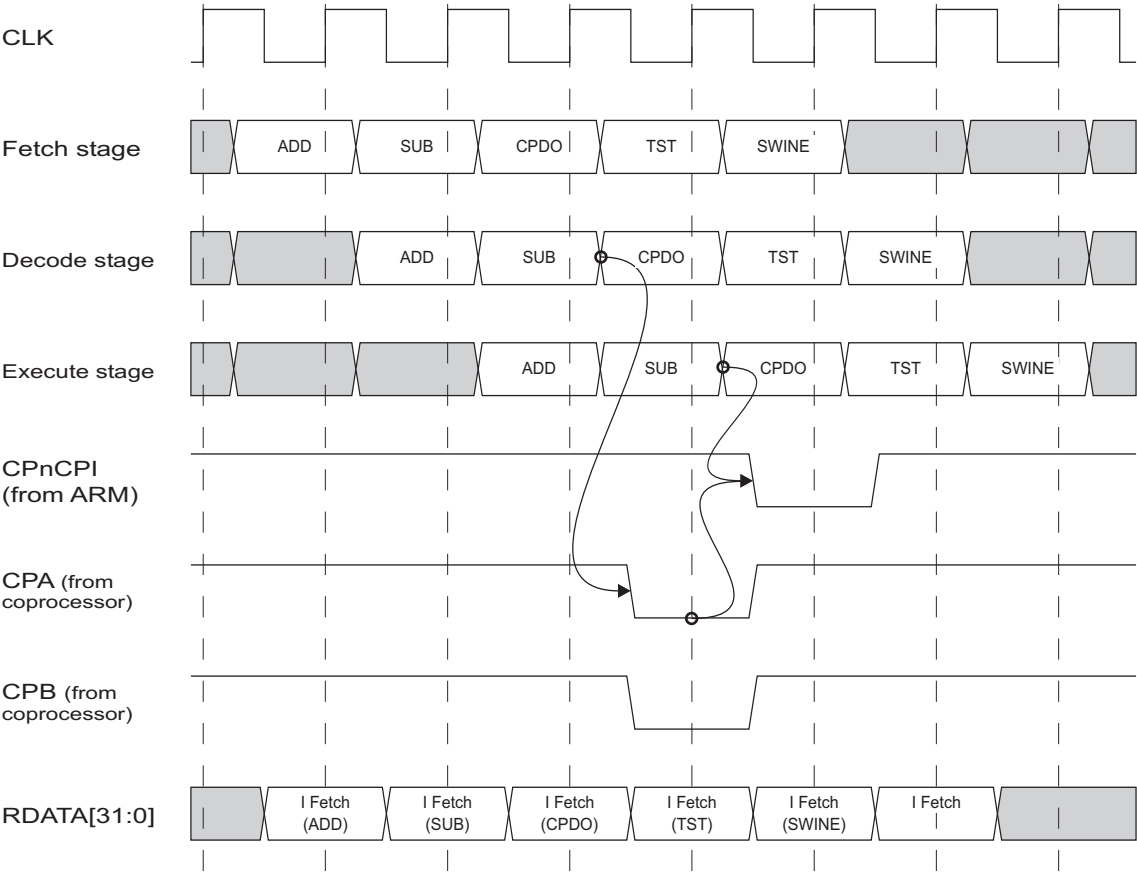 CLK
Fetch stage
ADD
SUB
CPDO
TST
SWINE
Decode stage
ADD
SUB
CPDO
TST
SWINE
Execute stage
ADD
SUB
CPDO
TST
SWINE
CPnCPI
(from ARM)
CPA (from
coprocessor)
CPB (from
coprocessor)
RDATA[31:0]
I Fetch
(ADD)
I Fetch
(SUB)
I Fetch
(CPDO)
I Fetch
(TST)
I Fetch
(SWINE)
I Fetch